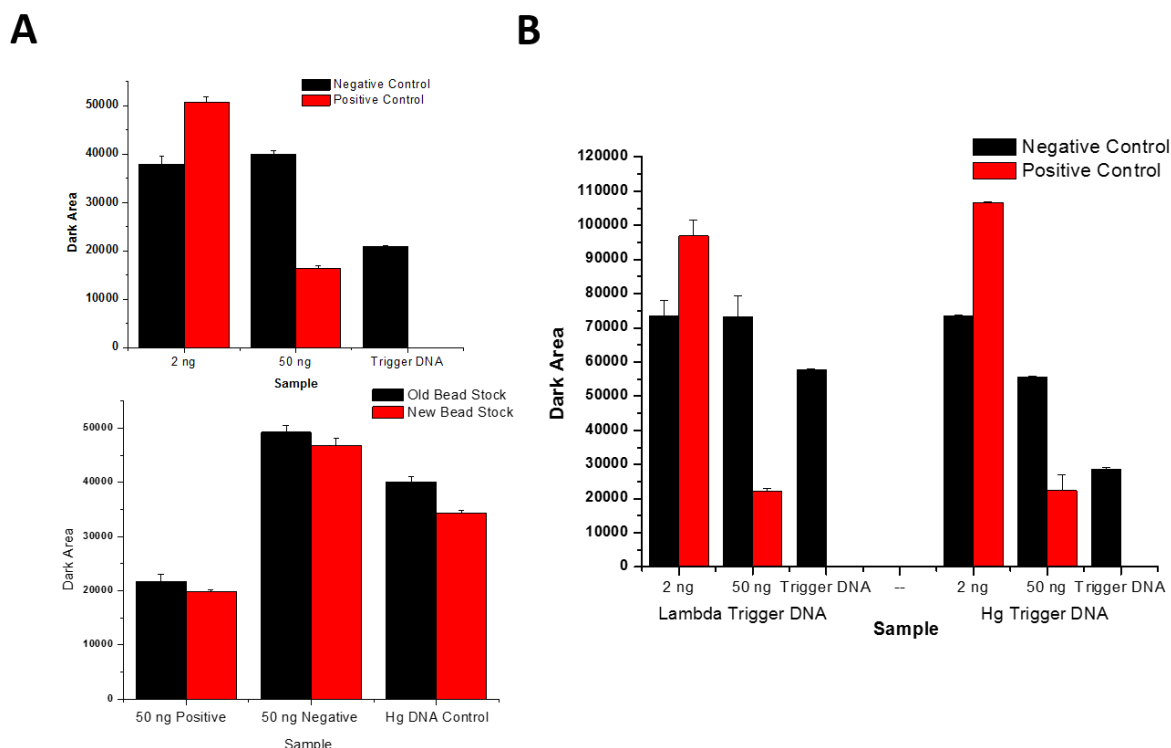 A
Negative Control
Positive Control
50000
40000
30000
20000
10000
0
Dark Area
2 ng 50 ng Trigger DNA
Sample
Old Bead Stock
New Bead Stock
50000
40000
30000
20000
10000
0
Dark Area
50 ng Positive 50 ng Negative Hg DNA Control
Sample
B
Negative Control
Positive Control
120000
110000
100000
90000
80000
70000
60000
50000
40000
30000
20000
10000
0
Dark Area
2 ng 50 ng Trigger DNA -- 2 ng 50 ng Trigger DNA
Lambda Trigger DNA Hg Trigger DNA
Sample